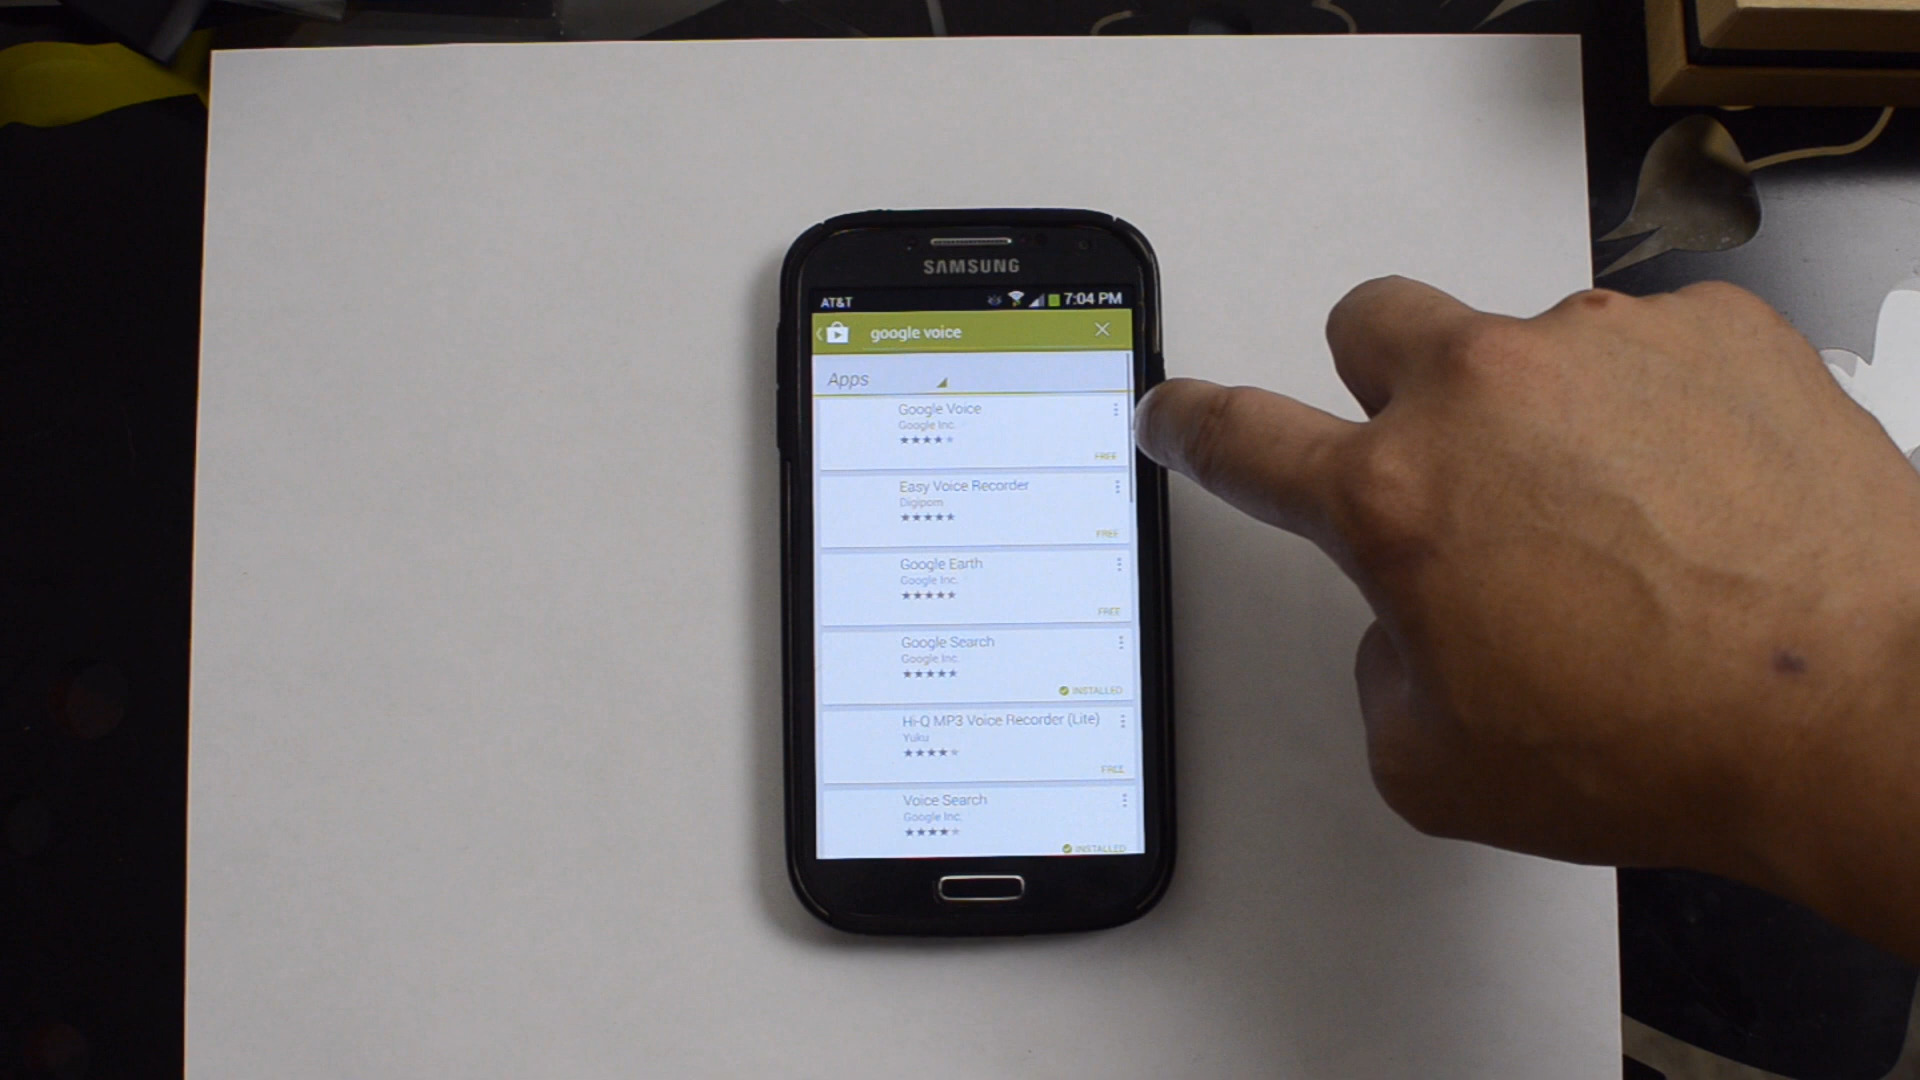 SAMSUNG
AT&T 7:04 PM
google voice
Apps
Google Voice
Google Inc.
FREE
Easy Voice Recorder
Digipom
FREE
Google Earth
Google Inc.
FREE
Google Search
Google Inc.
INSTALLED
Hi-Q MP3 Voice Recorder (Lite)
Yuku
FREE
Voice Search
Google Inc.
INSTALLED